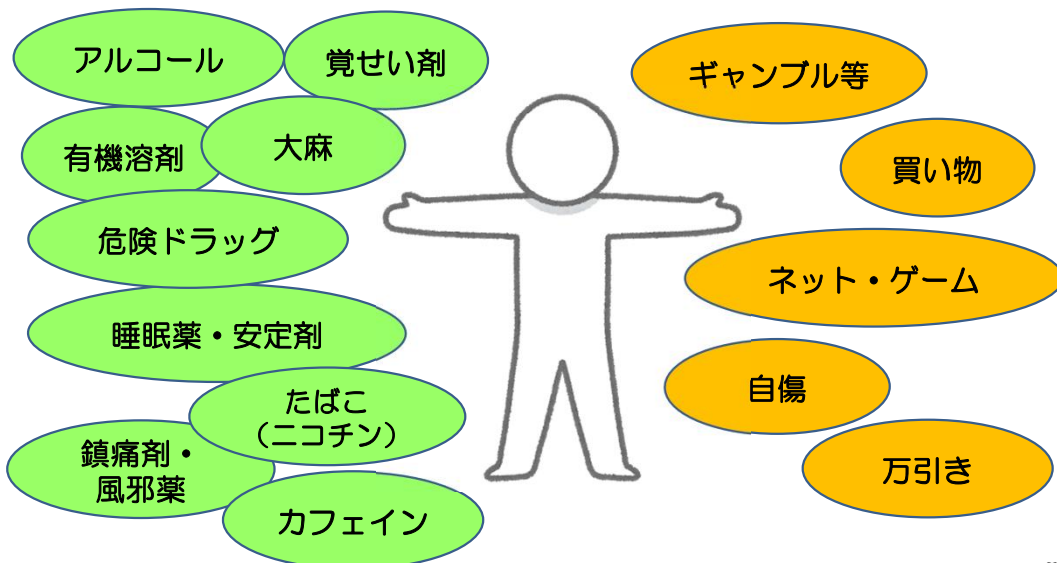 アルコール
覚せい剤
有機溶剤
大麻
危険ドラッグ
睡眠薬・安定剤
たばこ
（ニコチン）
鎮痛剤・
風邪薬
カフェイン
ギャンブル等
買い物
ネット・ゲーム
自傷
万引き